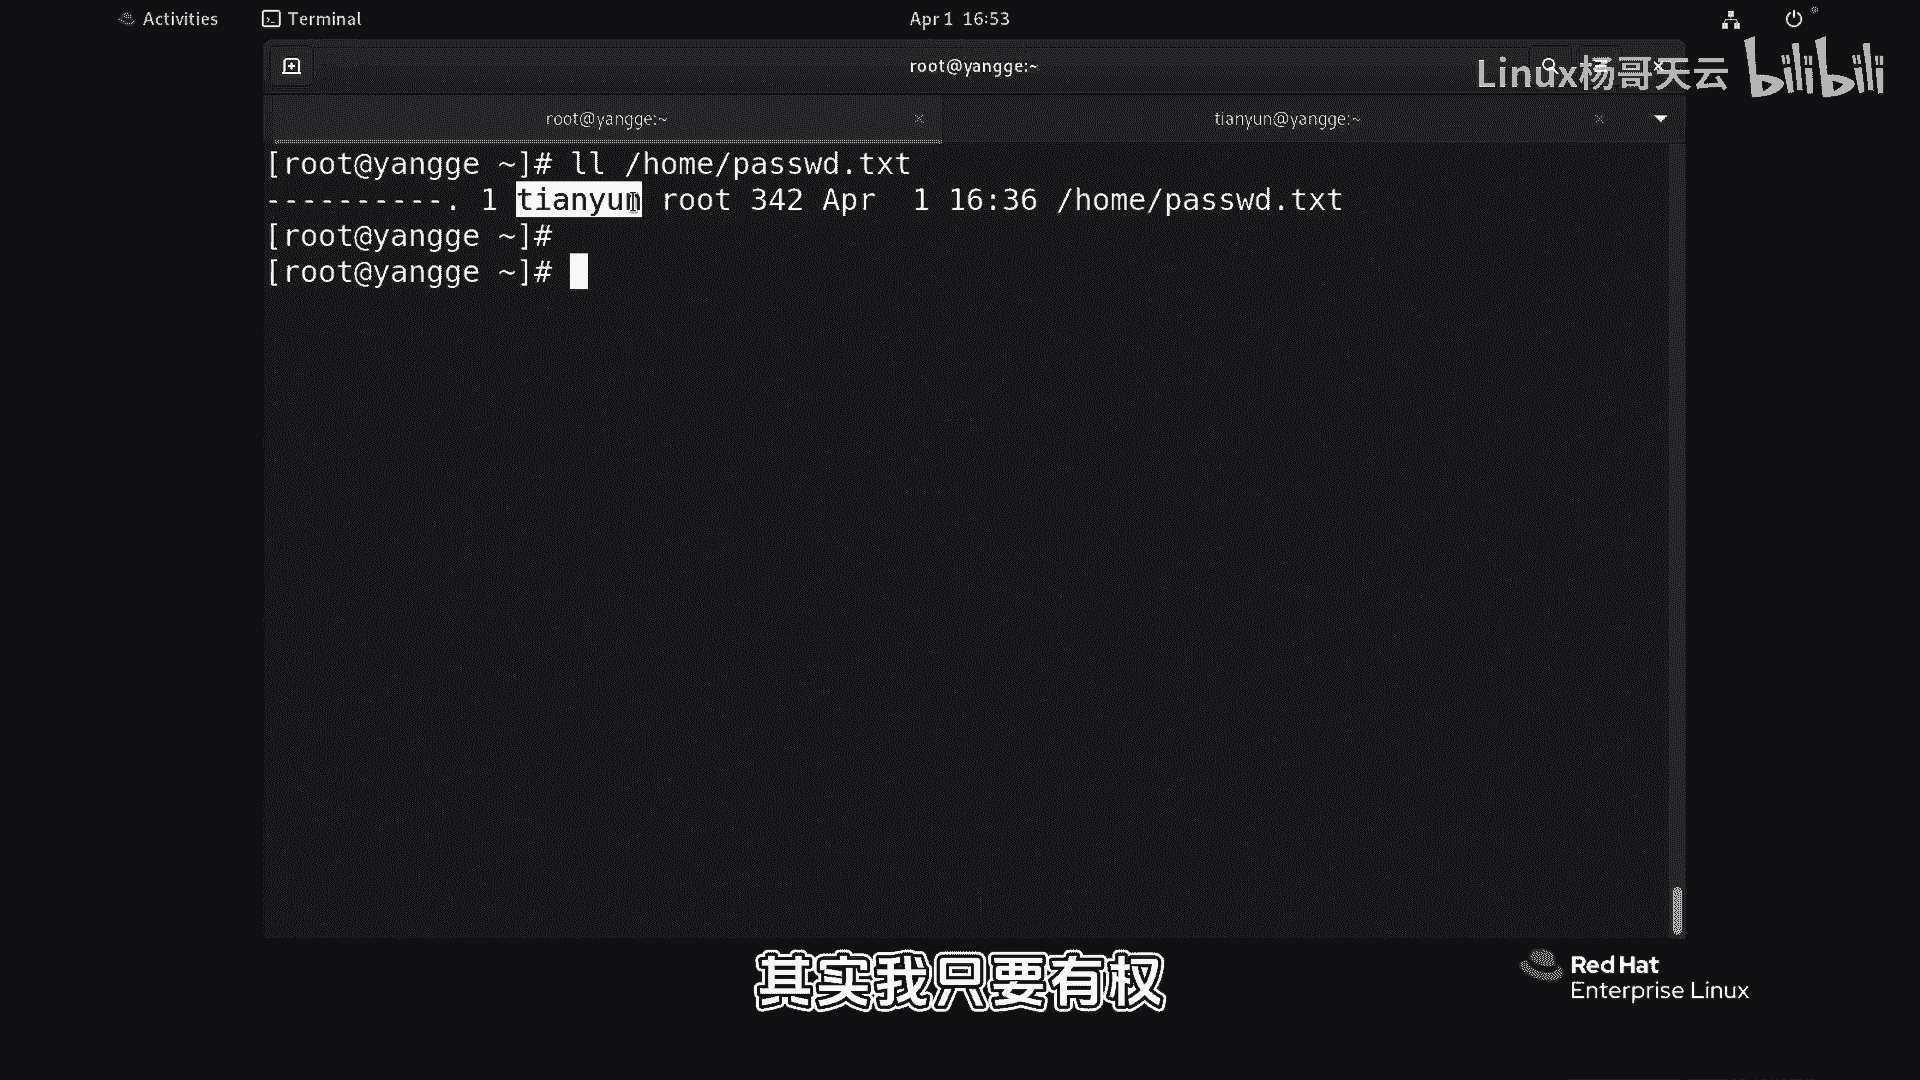 Activities Terminal Apr 1 16:53
root@yangge:~
Linux杨哥天云 bilibili
root@yangge:~ tianyun@yangge:~
[root@yangge ~]# ll /home/passwd.txt
----------. 1 tianyun root 342 Apr  1 16:36 /home/passwd.txt
[root@yangge ~]#
[root@yangge ~]#
其实我只要有权
Red Hat
Enterprise Linux